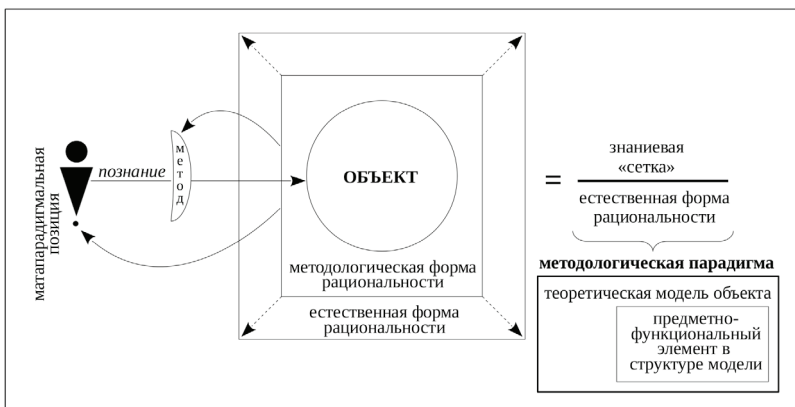 матапарадигмальная
позиция
познание
метод
ОБЪЕКТ
методологическая форма
рациональности
естественная форма
рациональности
=
знаниевая
«сетка»
естественная форма
рациональности
методологическая парадигма
теоретическая модель объекта
предметно-
функциональный
элемент в
структуре модели